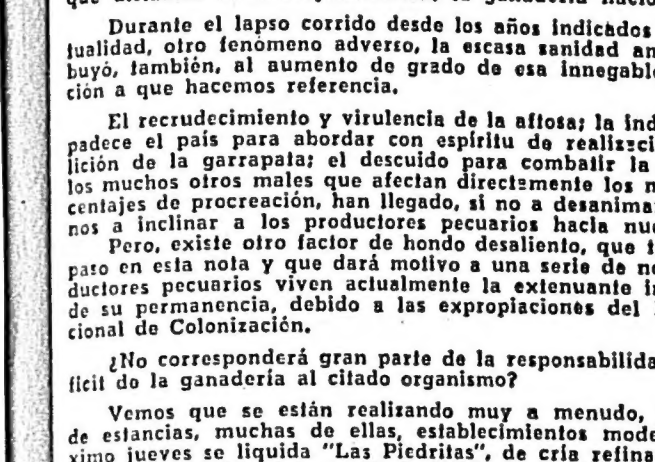 Durante el lapso corrido desde los años indicados
tualidad, otro fenómeno adverso, la escasa sanidad an
buyó, también, al aumento de grado de esa innegabl
ción a que hacemos referencia.
El recrudecimiento y virulencia de la aftosa; la ind
padece el país para abordar con espíritu de realizaci
lición de la garrapata; el descuido para combatir la
los muchos otros males que afectan directamente los n
centajes de procreación, han llegado, si no a desanima
nos a inclinar a los productores pecuarios hacia nu
Pero, existe otro factor de hondo desaliento, que t
paso en esta nota y que dará motivo a una serie de n
ductores pecuarios viven actualmente la extenuante i
de su permanencia, debido a las expropiaciones del
cional de Colonización.
¿No corresponderá gran parte de la responsabilida
ficit de la ganadería al citado organismo?
Vemos que se están realizando muy a menudo,
de estancias, muchas de ellas, establecimientos mode
ximo jueves se liquida "Las Piedritas", de cría refina